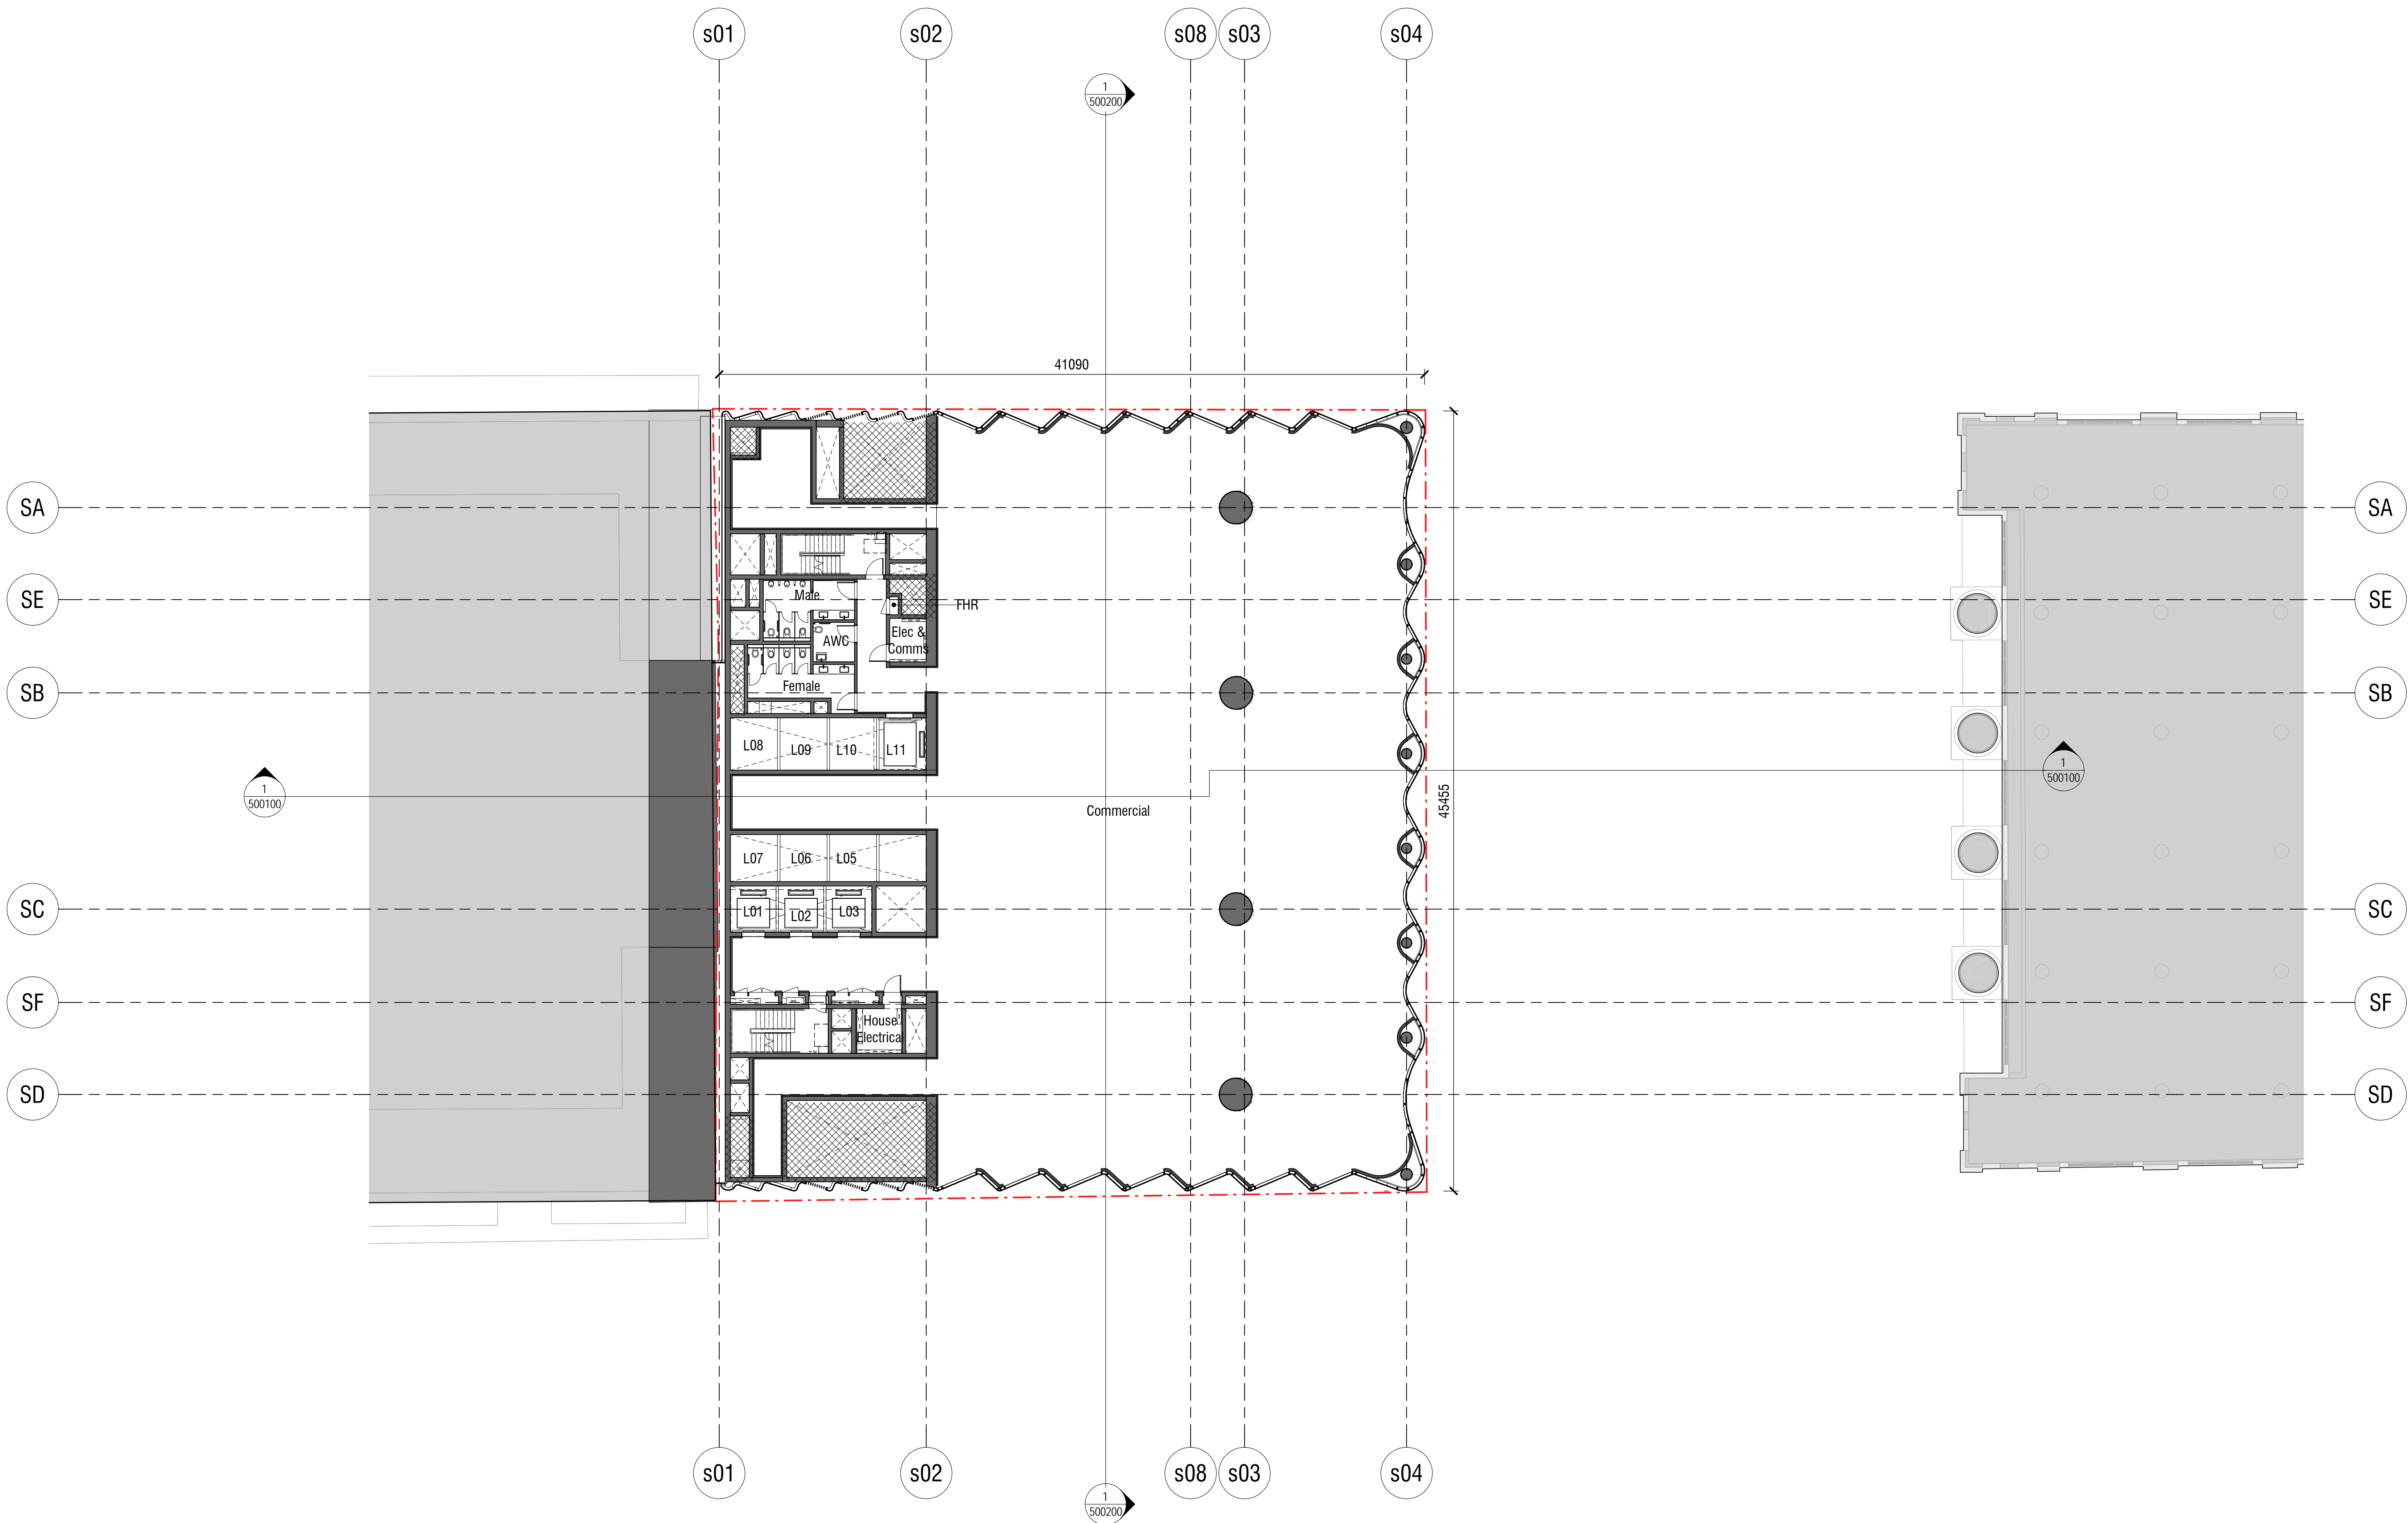 s01
s02
s08
s03
s04
1
500200
41090
SA
SA
SE
Male
FHR
SE
AWC
Elec &
Comms
SB
Female
SB
L08
L09
L10
L11
1
500100
1
500100
45455
Commercial
L07
L06
L05
SC
L01
L02
L03
SC
SF
SF
House
Electrical
SD
SD
s01
s02
s08
s03
s04
1
500200